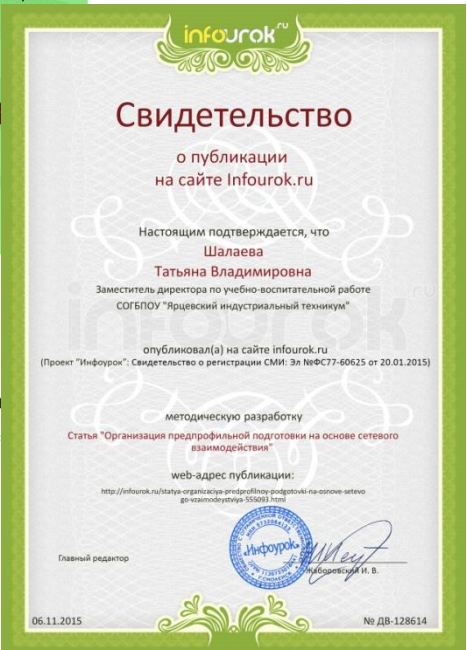 infourok ru
Свидетельство
о публикации
на сайте Infourok.ru
Настоящим подтверждается, что
Шалаева
Татьяна Владимировна
Заместитель директора по учебно-воспитательной работе
СОГБПОУ "Ярцевский индустриальный техникум"
опубликовал(а) на сайте infourok.ru
(Проект "Инфоурок": Свидетельство о регистрации СМИ: Эл №ФС77-60625 от 20.01.2015)
методическую разработку
Статья "Организация предпрофильной подготовки на основе сетевого
взаимодействия"
web-адрес публикации:
http://infourok.ru/statya-organizaciya-predprofilnoy-podgotovki-na-osnove-setevo
go-vzaimodeystviya-555093.html
«Инфоурок»
Главный редактор
Жаборовский И. В.
06.11.2015
№ ДВ-128614